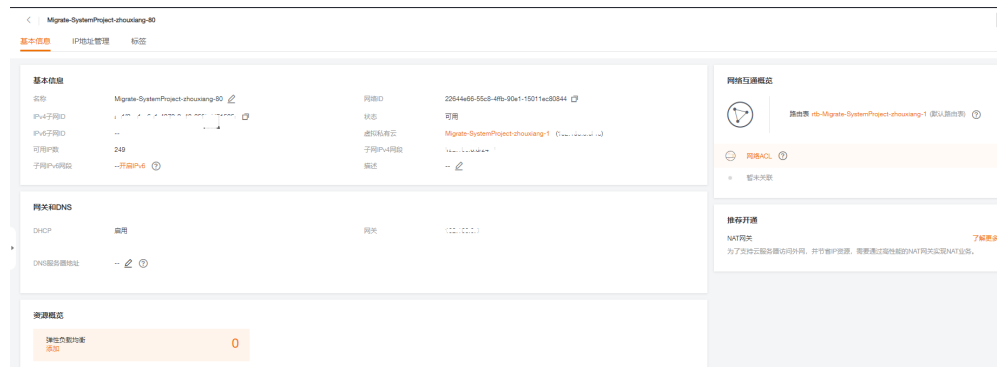 Migrate-SystemProject-zhouxiang-80
基本信息 IP地址管理 标签
基本信息
名称 Migrate-SystemProject-zhouxiang-80
网络ID 22644e66-55c8-4ffb-90e1-15011ec80844
IPv4子网ID
状态 可用
IPv6子网ID --
虚拟私有云 Migrate-SystemProject-zhouxiang-1
可用IP数 249
子网IPv4网段
子网IPv6网段 --开启IPv6
描述 --
网关和DNS
DHCP 启用
网关
DNS服务器地址 --
资源概览
弹性负载均衡 0
添加
网络互通概览
路由表 rtb-Migrate-SystemProject-zhouxiang-1 (默认路由表)
网络ACL
暂未关联
推荐开通
NAT网关 了解更多
为了支持云服务器访问外网，并节省IP资源，需要通过高性能的NAT网关实现NAT业务。